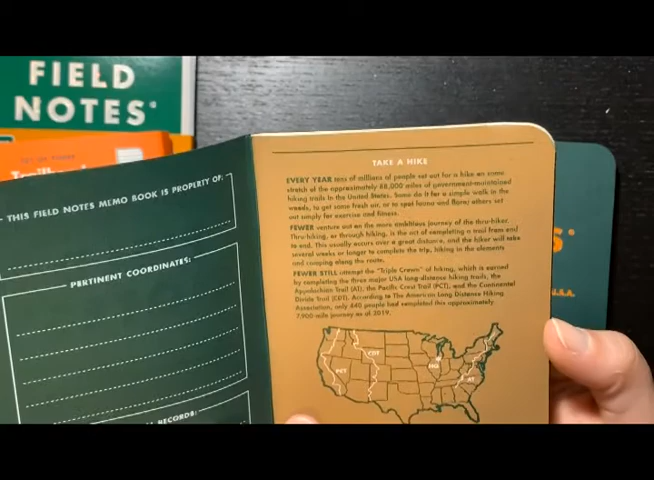 FIELD
NOTES
THIS FIELD NOTES MEMO BOOK IS PROPERTY OF:
PERTINENT COORDINATES:
RECORDS:
TAKE A HIKE
EVERY YEAR tens of millions of people set out for a hike on some
stretch of the approximately 88,000 miles of government-maintained
hiking trails in the United States. Some do it for a simple walk in the
weeds, to get some fresh air, or to spot fauna and flora; others set
out simply for exercise and fitness.
FEWER venture out on the more ambitious journey of the thru-hiker.
Thru-hiking, or through hiking, is the act of completing a trail from end
to end. This usually occurs over a great distance, and the hiker will take
several weeks or longer to complete the trip, hiking in the elements
and camping along the route.
FEWER STILL attempt the "Triple Crown" of hiking, which is earned
by completing the three major US long-distance hiking trails, the
Appalachian Trail (AT), the Pacific Crest Trail (PCT), and the Continental
Divide Trail (CDT). According to The American Long Distance Hiking
Association, only 440 people had completed this approximately
7,900 mile journey as of 2019.
PCT
CDT
HQ
AT
S
U.S.A.